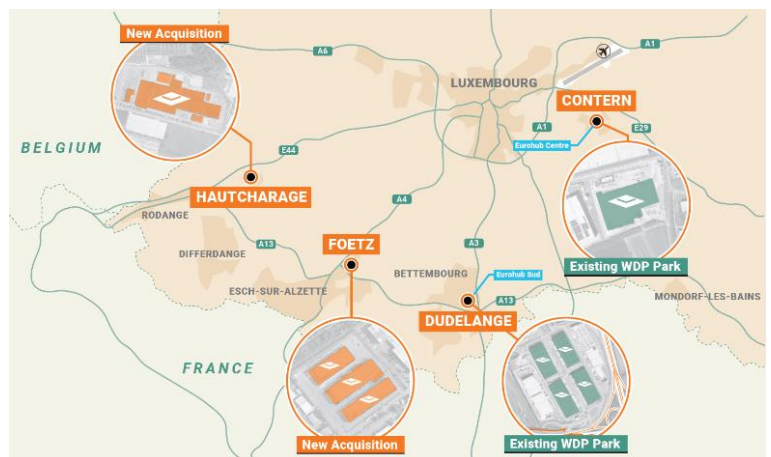 New Acquisition
A6
A1
LUXEMBOURG
CONTERN
BELGIUM
A1
E29
Eurohub Centre
E44
HAUTCHARAGE
A4
RODANGE
FOETZ
A3
DIFFERDANGE
A13
BETTEMBOURG
Eurohub Sud
Existing WDP Park
ESCH-SUR-ALZETTE
A13
MONDORF-LES-BAINS
DUDELANGE
FRANCE
New Acquisition
Existing WDP Park